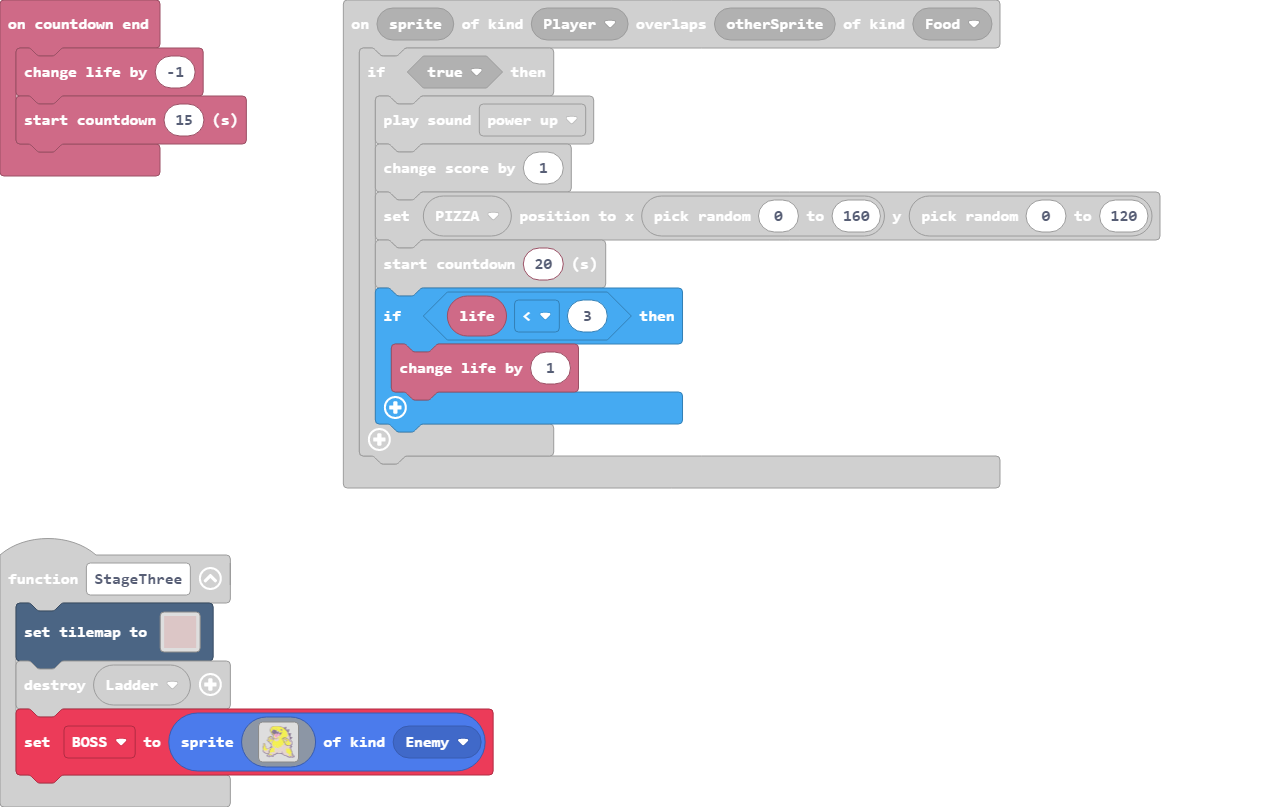 on countdown end
change life by -1
start countdown 15 (s)
on sprite of kind Player overlaps otherSprite of kind Food
if true then
play sound power up
change score by 1
set PIZZA position to x pick random 0 to 160 y pick random 0 to 120
start countdown 20 (s)
if life < 3 then
change life by 1
function StageThree
set tilemap to
destroy Ladder
set BOSS to sprite of kind Enemy